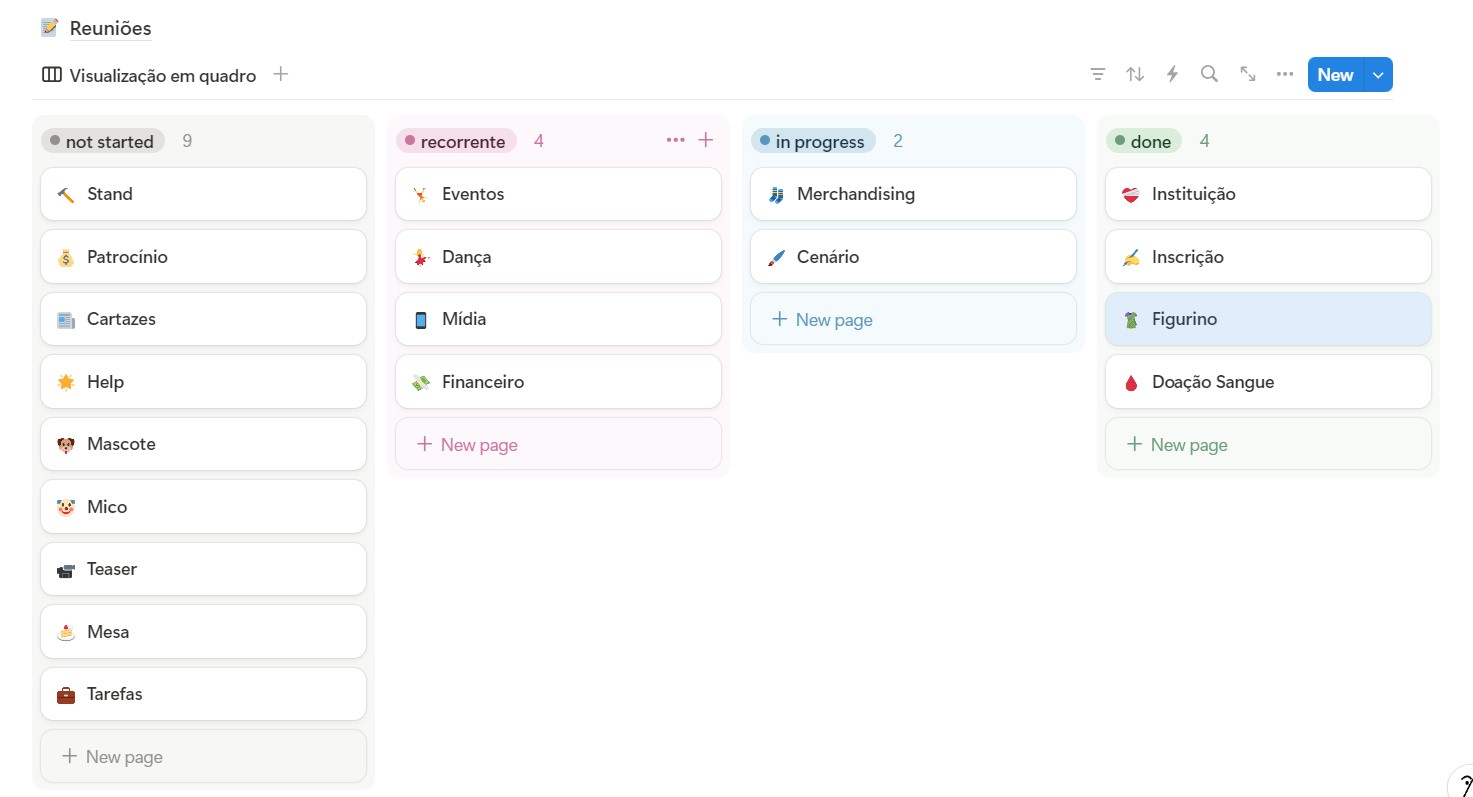 Reuniões
Visualização em quadro
New
not started 9
Stand
Patrocínio
Cartazes
Help
Mascote
Mico
Teaser
Mesa
Tarefas
New page
recorrente 4
Eventos
Dança
Mídia
Financeiro
New page
in progress 2
Merchandising
Cenário
New page
done 4
Instituição
Inscrição
Figurino
Doação Sangue
New page